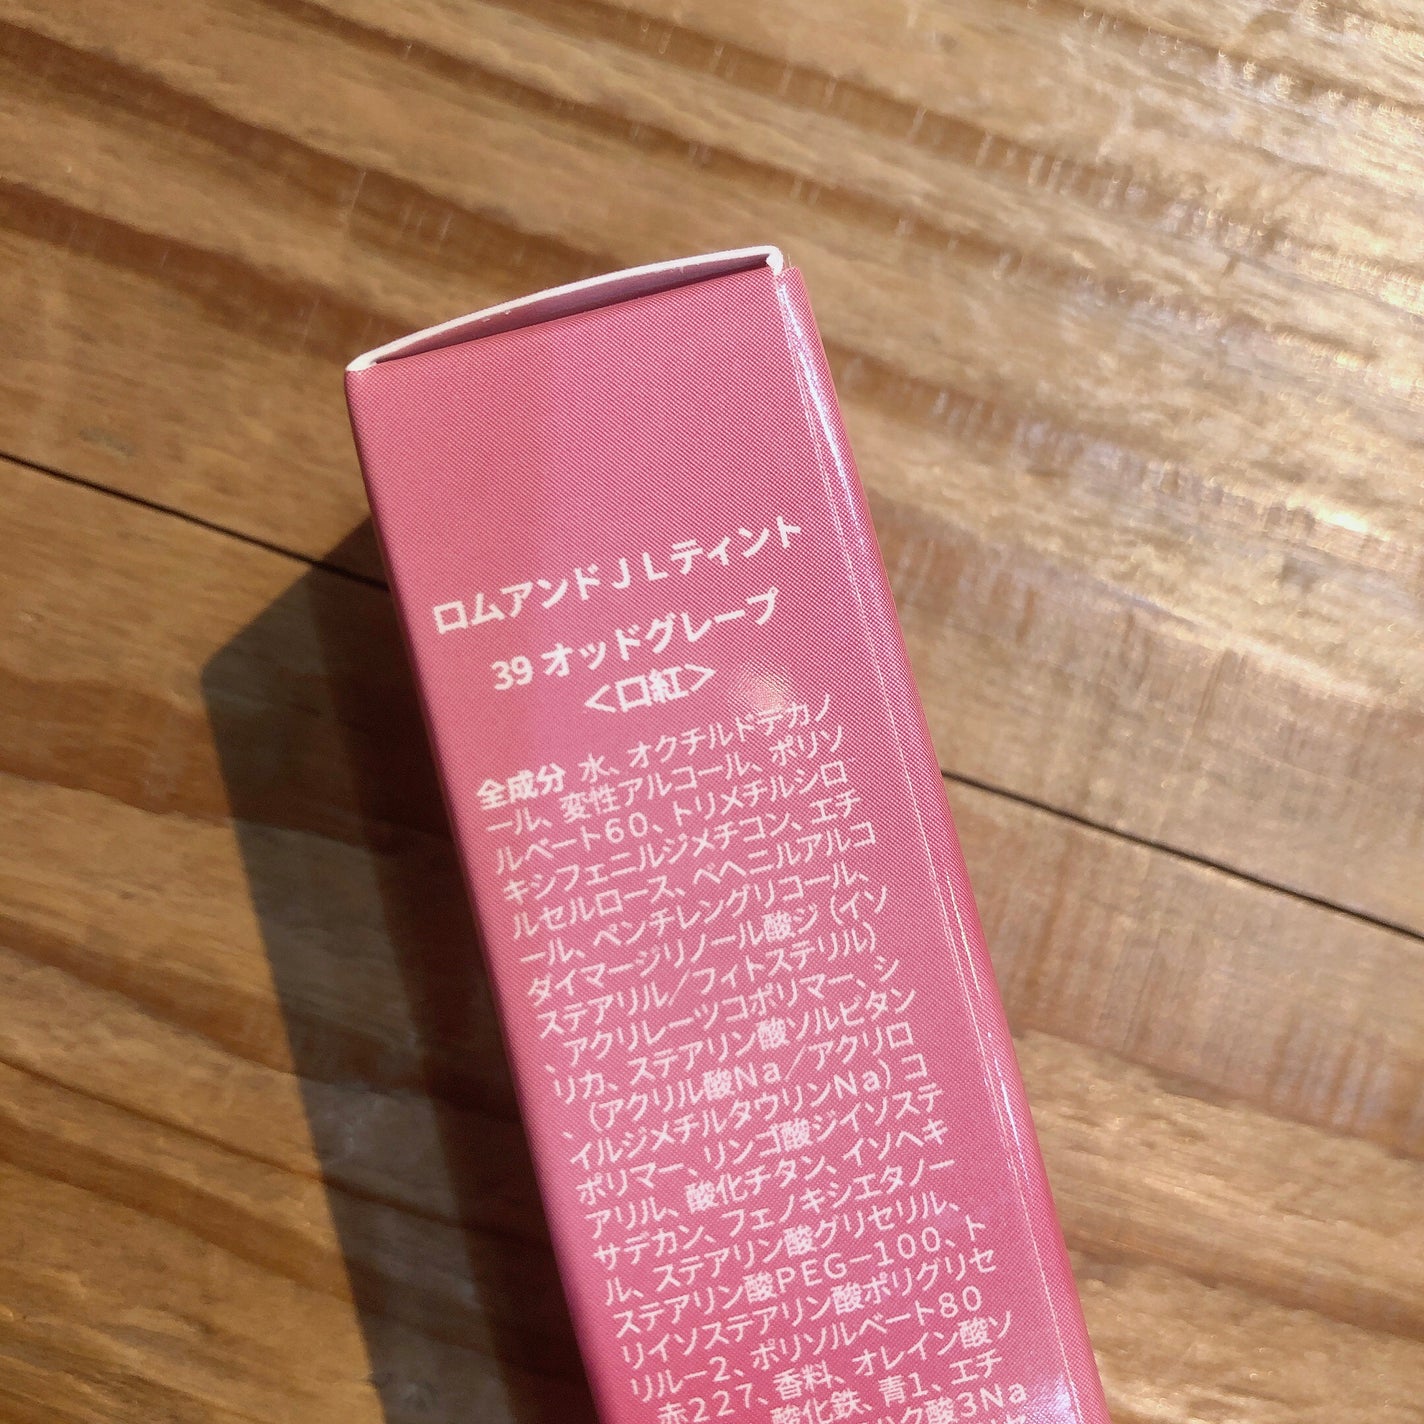 ロムアンドＪＬティント
39 オッドグレープ
＜口紅＞
全成分 水、オクチルドデカノ
ール、変性アルコール、ポリソ
ルベート６０、トリメチルシロ
キシフェニルジメチコン、エチ
ルセルロース、ベヘニルアルコ
ール、ペンチレングリコール、
ダイマージリノール酸ジ（イソ
ステアリル／フィトステリル）
、アクリレーツコポリマー、シ
リカ、ステアリン酸ソルビタン
、（アクリル酸Ｎａ／アクリロ
イルジメチルタウリンＮａ）コ
ポリマー、リンゴ酸ジイソステ
アリル、酸化チタン、イソヘキ
サデカン、フェノキシエタノー
ル、ステアリン酸グリセリル、
ステアリン酸ＰＥＧ－１００、ト
リイソステアリン酸ポリグリセ
リル－２、ポリソルベート８０
赤２２７、香料、オレイン酸ソ
酸化鉄、青１、エチ
ハク酸３Ｎａ